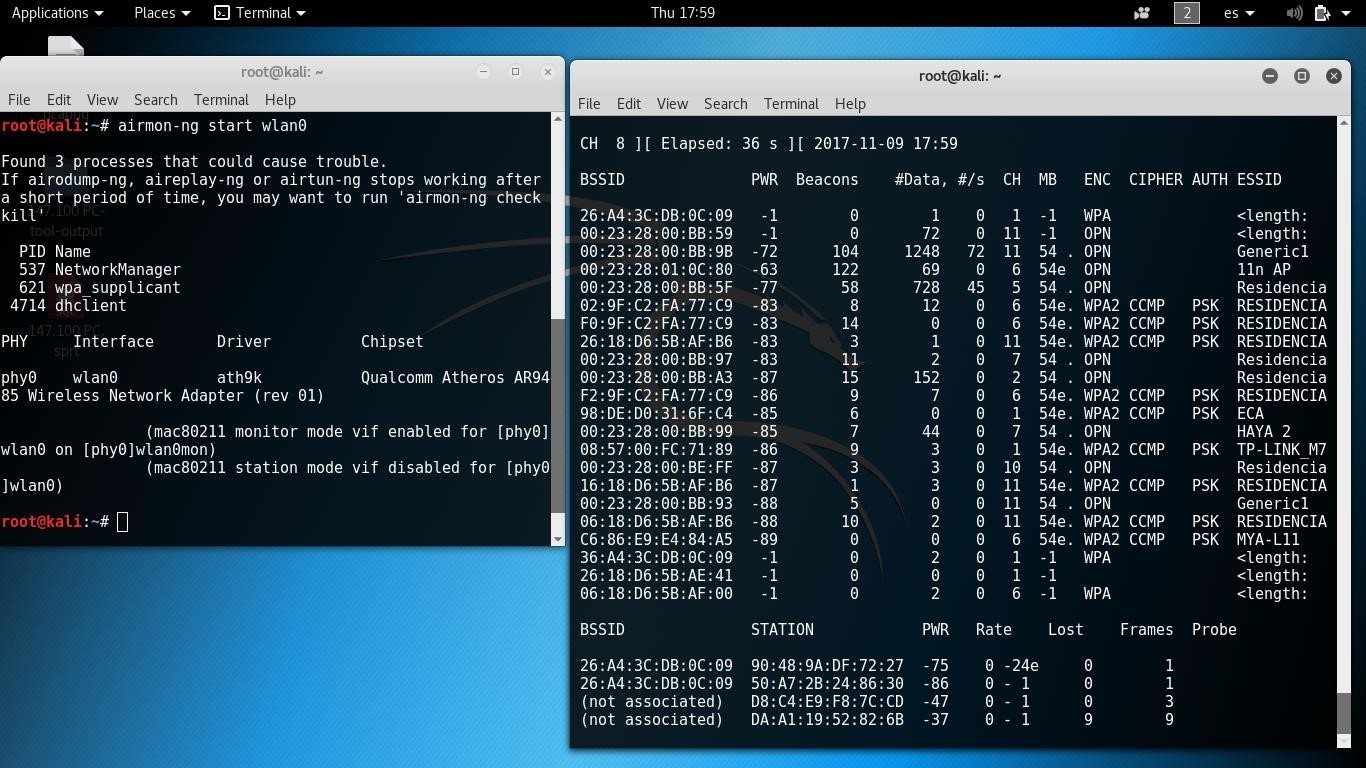 Applications Places Terminal Thu 17:59 2 es
root@kali: ~
File Edit View Search Terminal Help
root@kali:~# airmon-ng start wlan0
Found 3 processes that could cause trouble.
If airodump-ng, aireplay-ng or airtun-ng stops working after
a short period of time, you may want to run 'airmon-ng check
kill'
147.100 PC-
tool-output
PID Name
537 NetworkManager
621 wpa_supplicant
4714 dhclient
147.100 PC
sprt
PHY Interface Driver Chipset
phy0 wlan0 ath9k Qualcomm Atheros AR94
85 Wireless Network Adapter (rev 01)
(mac80211 monitor mode vif enabled for [phy0]
wlan0 on [phy0]wlan0mon)
(mac80211 station mode vif disabled for [phy0
]wlan0)
root@kali:~#
root@kali: ~
File Edit View Search Terminal Help
CH 8 ][ Elapsed: 36 s ][ 2017-11-09 17:59
BSSID PWR Beacons #Data, #/s CH MB ENC CIPHER AUTH ESSID
26:A4:3C:DB:0C:09 -1 0 1 0 1 -1 WPA <length:
00:23:28:00:BB:59 -1 0 72 0 11 -1 OPN <length:
00:23:28:00:BB:9B -72 104 1248 72 11 54 . OPN Generic1
00:23:28:01:0C:80 -63 122 69 0 6 54e OPN 11n AP
00:23:28:00:BB:5F -77 58 728 45 5 54 . OPN Residencia
02:9F:C2:FA:77:C9 -83 8 12 0 6 54e. WPA2 CCMP PSK RESIDENCIA
F0:9F:C2:FA:77:C9 -83 14 0 0 6 54e. WPA2 CCMP PSK RESIDENCIA
26:18:D6:5B:AF:B6 -83 3 1 0 11 54e. WPA2 CCMP PSK RESIDENCIA
00:23:28:00:BB:97 -83 11 2 0 7 54 . OPN Residencia
00:23:28:00:BB:A3 -87 15 152 0 2 54 . OPN Residencia
F2:9F:C2:FA:77:C9 -86 9 7 0 6 54e. WPA2 CCMP PSK RESIDENCIA
98:DE:D0:31:6F:C4 -85 6 0 0 1 54e. WPA2 CCMP PSK ECA
00:23:28:00:BB:99 -85 7 44 0 7 54 . OPN HAYA 2
08:57:00:FC:71:89 -86 9 3 0 1 54e. WPA2 CCMP PSK TP-LINK_M7
00:23:28:00:BE:FF -87 3 3 0 10 54 . OPN Residencia
16:18:D6:5B:AF:B6 -87 1 3 0 11 54e. WPA2 CCMP PSK RESIDENCIA
00:23:28:00:BB:93 -88 5 0 0 11 54 . OPN Generic1
06:18:D6:5B:AF:B6 -88 10 2 0 11 54e. WPA2 CCMP PSK RESIDENCIA
C6:86:E9:E4:84:A5 -89 0 0 0 6 54e. WPA2 CCMP PSK MYA-L11
36:A4:3C:DB:0C:09 -1 0 2 0 1 -1 WPA <length:
26:18:D6:5B:AE:41 -1 0 0 0 1 -1 <length:
06:18:D6:5B:AF:00 -1 0 2 0 6 -1 WPA <length:
BSSID STATION PWR Rate Lost Frames Probe
26:A4:3C:DB:0C:09 90:48:9A:DF:72:27 -75 0 -24e 0 1
26:A4:3C:DB:0C:09 50:A7:2B:24:86:30 -86 0 - 1 0 1
(not associated) D8:C4:E9:F8:7C:CD -47 0 - 1 0 3
(not associated) DA:A1:19:52:82:6B -37 0 - 1 9 9